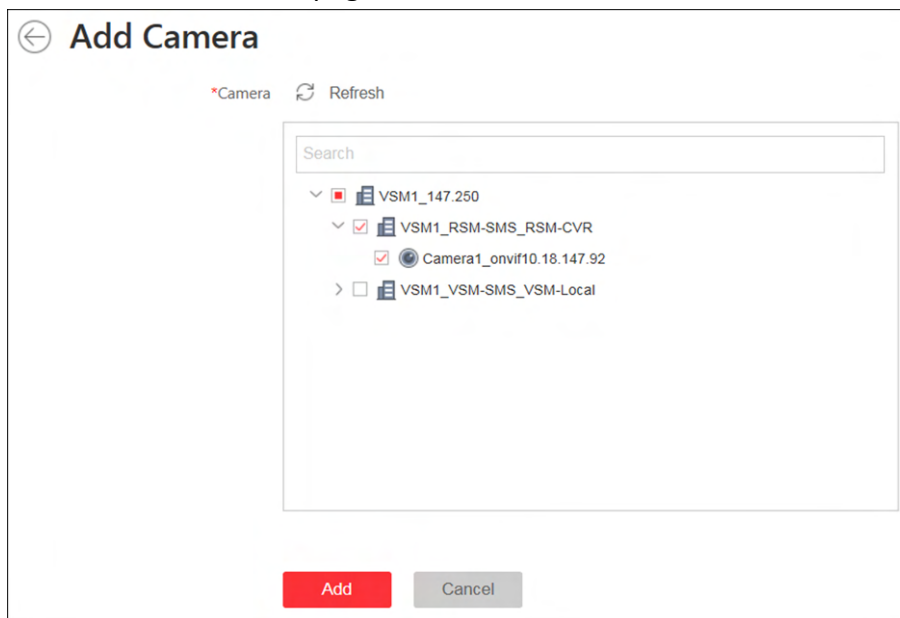 Add Camera
*Camera Refresh
Search
VSM1_147.250
VSM1_RSM-SMS_RSM-CVR
Camera1_onvif10.18.147.92
VSM1_VSM-SMS_VSM-Local
Add Cancel